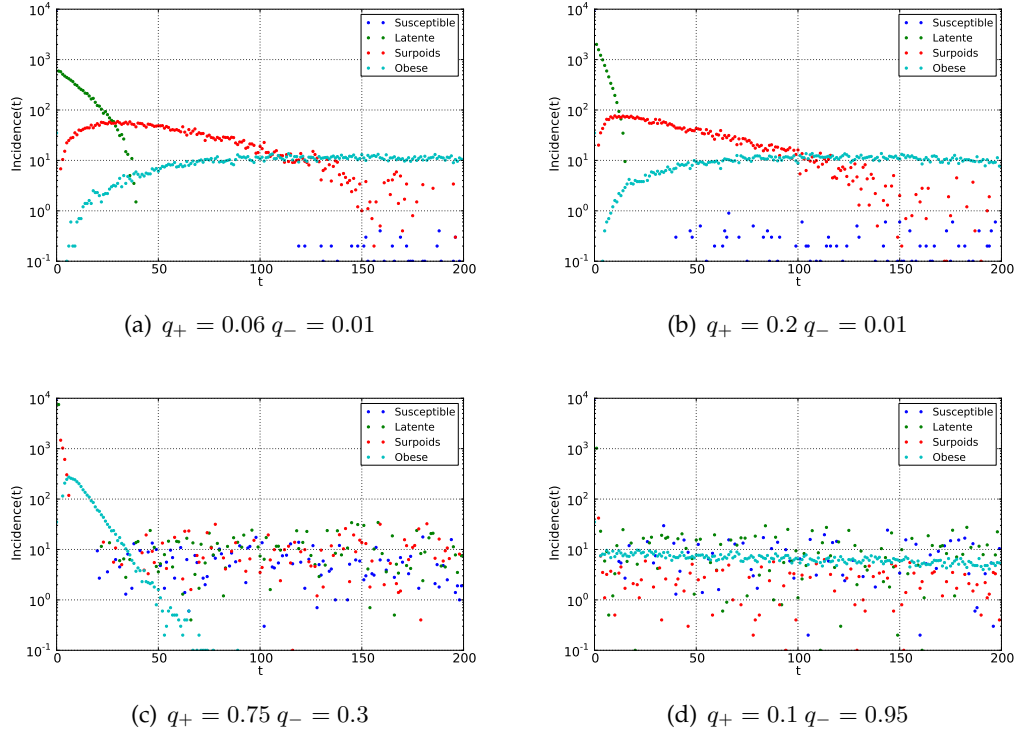 10^4
10^3
10^2
10^1
10^0
10^-1
Incidence(t)
0 50 100 150 200
t
Susceptible
Latente
Surpoids
Obese
(a) q+ = 0.06 q− = 0.01
10^4
10^3
10^2
10^1
10^0
10^-1
Incidence(t)
0 50 100 150 200
t
Susceptible
Latente
Surpoids
Obese
(b) q+ = 0.2 q− = 0.01
10^4
10^3
10^2
10^1
10^0
10^-1
Incidence(t)
0 50 100 150 200
t
Susceptible
Latente
Surpoids
Obese
(c) q+ = 0.75 q− = 0.3
10^4
10^3
10^2
10^1
10^0
10^-1
Incidence(t)
0 50 100 150 200
t
Susceptible
Latente
Surpoids
Obese
(d) q+ = 0.1 q− = 0.95